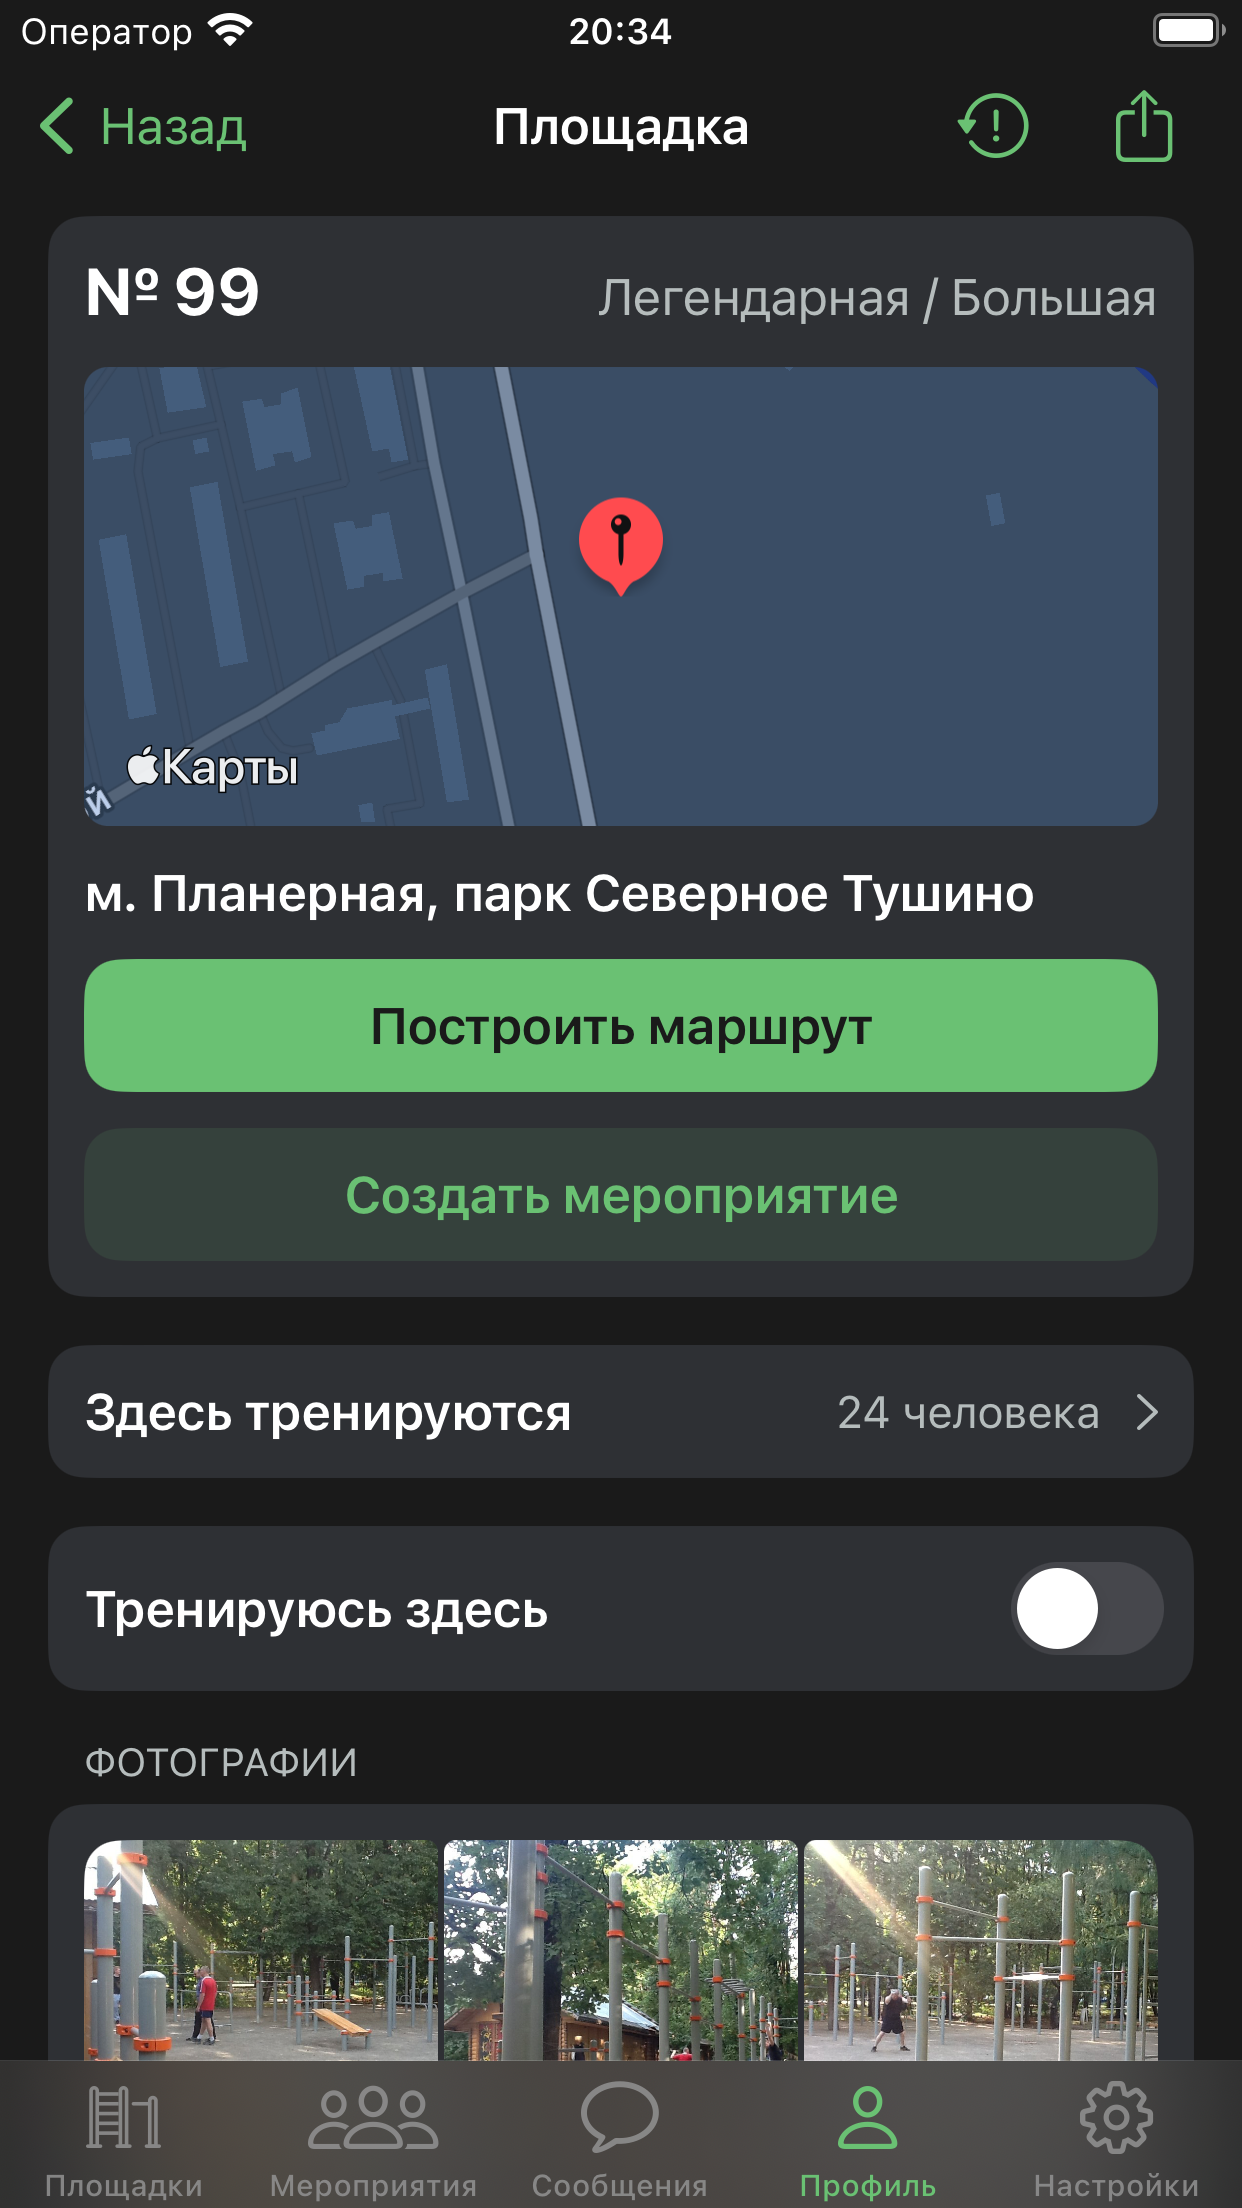 Оператор 20:34
Назад Площадка
№ 99 Легендарная / Большая
й
Карты
м. Планерная, парк Северное Тушино
Построить маршрут
Создать мероприятие
Здесь тренируются 24 человека
Тренируюсь здесь
ФОТОГРАФИИ
Площадки Мероприятия Сообщения Профиль Настройки